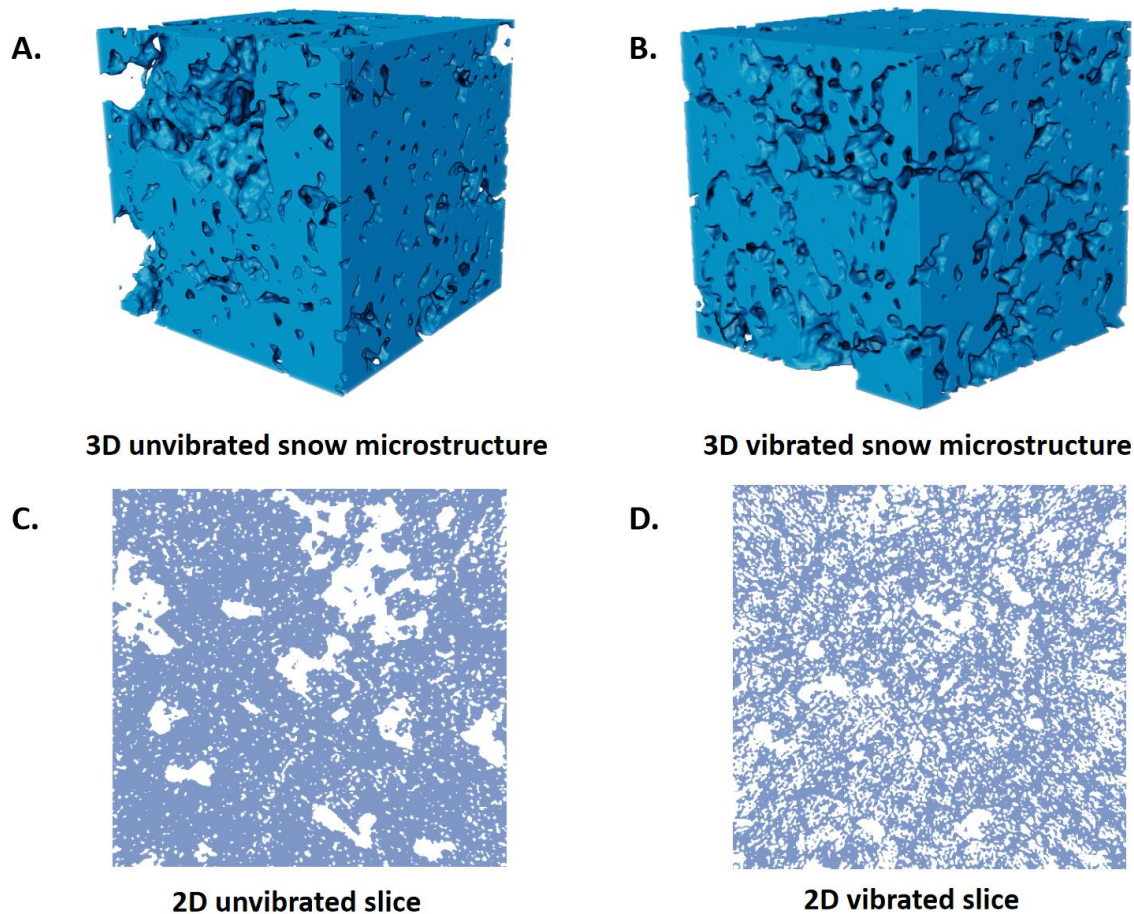 A.
B.
3D unvibrated snow microstructure
3D vibrated snow microstructure
C.
D.
2D unvibrated slice
2D vibrated slice